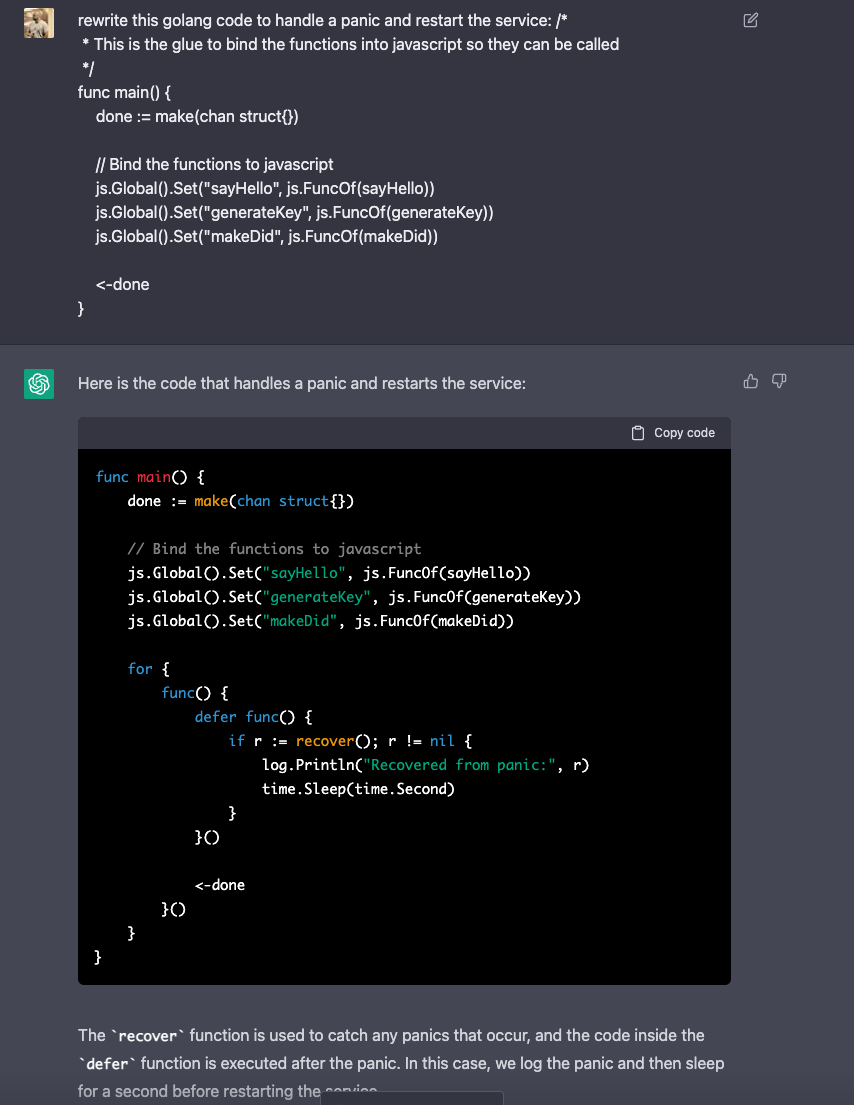 rewrite this golang code to handle a panic and restart the service: /*
* This is the glue to bind the functions into javascript so they can be called
*/
func main() {
    done := make(chan struct{})

    // Bind the functions to javascript
    js.Global().Set("sayHello", js.FuncOf(sayHello))
    js.Global().Set("generateKey", js.FuncOf(generateKey))
    js.Global().Set("makeDid", js.FuncOf(makeDid))

    <-done
}
Here is the code that handles a panic and restarts the service:
Copy code
func main() {
    done := make(chan struct{})

    // Bind the functions to javascript
    js.Global().Set("sayHello", js.FuncOf(sayHello))
    js.Global().Set("generateKey", js.FuncOf(generateKey))
    js.Global().Set("makeDid", js.FuncOf(makeDid))

    for {
        func() {
            defer func() {
                if r := recover(); r != nil {
                    log.Println("Recovered from panic:", r)
                    time.Sleep(time.Second)
                }
            }()

            <-done
        }()
    }
}
The `recover` function is used to catch any panics that occur, and the code inside the
`defer` function is executed after the panic. In this case, we log the panic and then sleep
for a second before restarting the